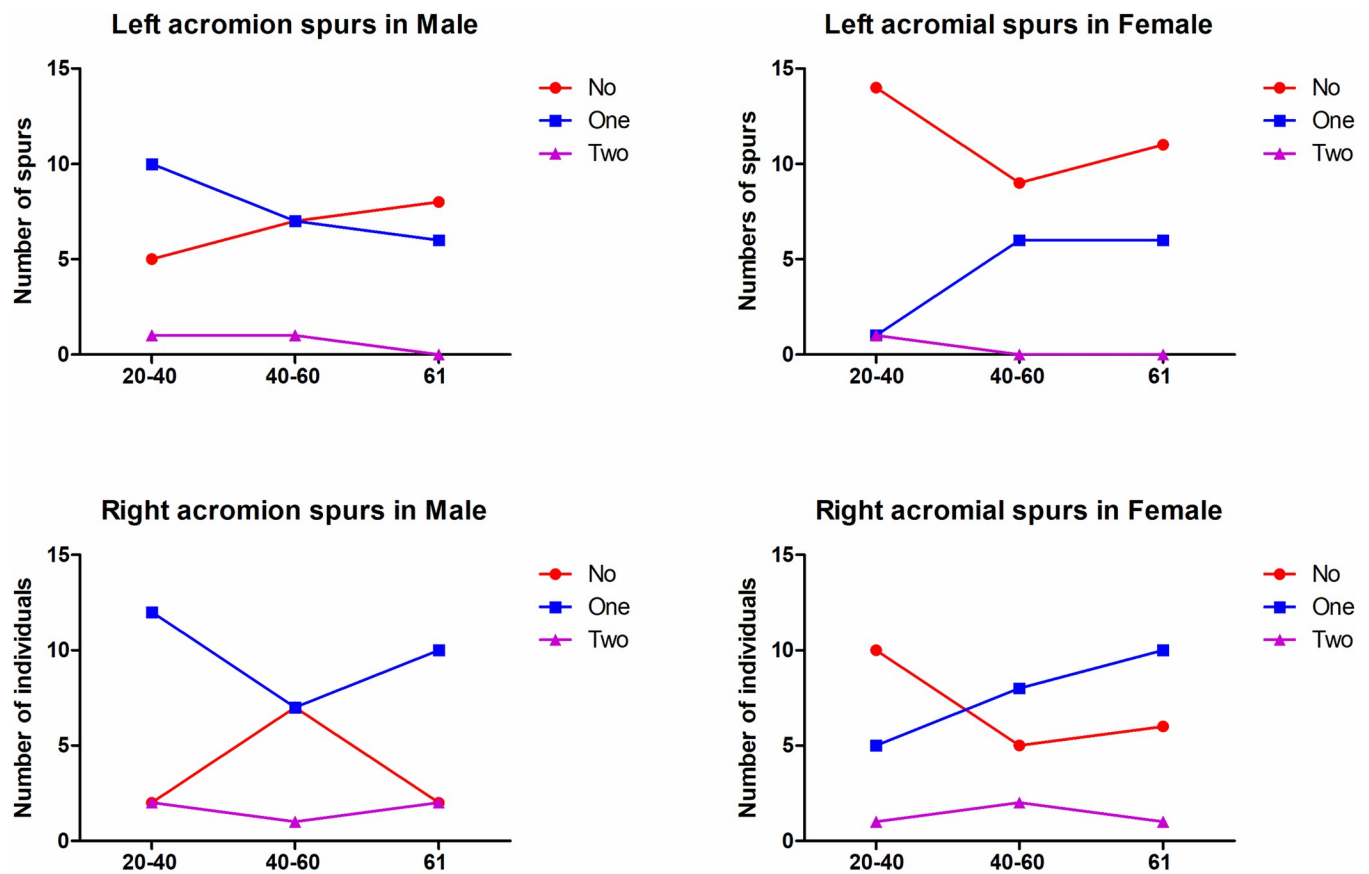 Left acromion spurs in Male
15
10
5
0
Number of spurs
No
One
Two
20-40
40-60
61
Left acromial spurs in Female
15
10
5
0
Numbers of spurs
No
One
Two
20-40
40-60
61
Right acromion spurs in Male
15
10
5
0
Number of individuals
No
One
Two
20-40
40-60
61
Right acromial spurs in Female
15
10
5
0
Number of individuals
No
One
Two
20-40
40-60
61